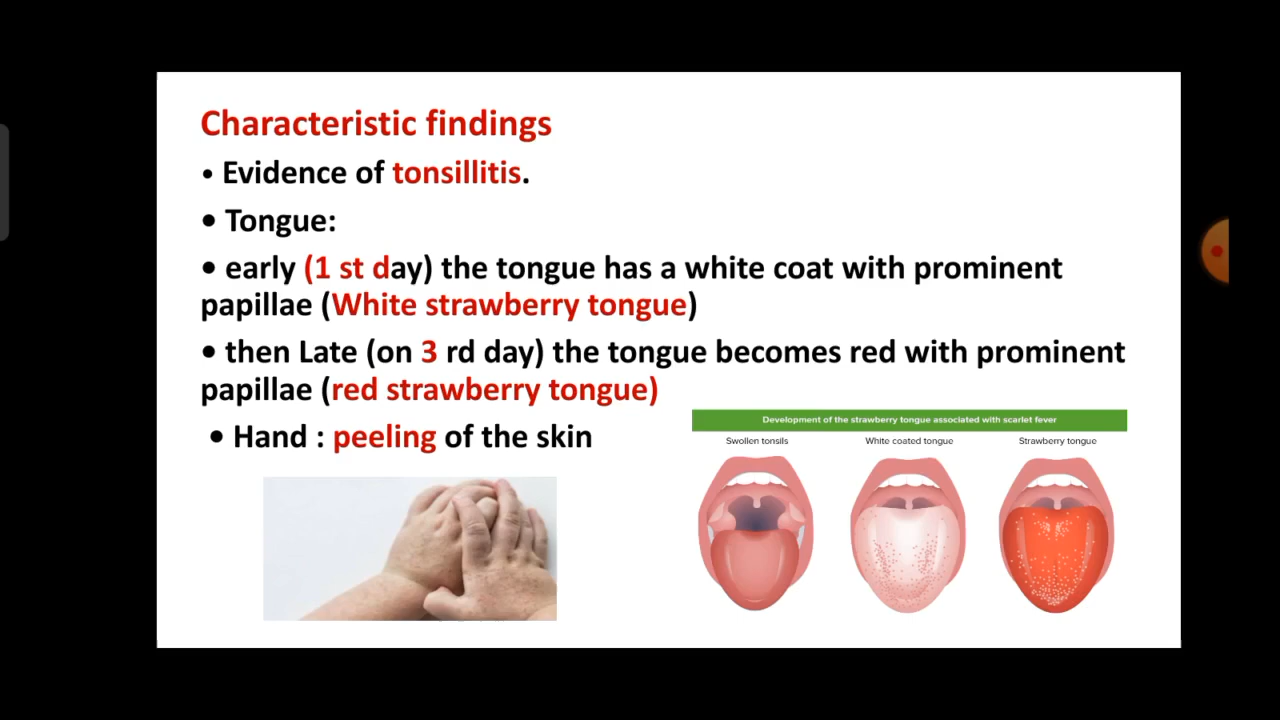 Characteristic findings
• Evidence of tonsillitis.
• Tongue:
• early (1 st day) the tongue has a white coat with prominent
papillae (White strawberry tongue)
• then Late (on 3 rd day) the tongue becomes red with prominent
papillae (red strawberry tongue)
• Hand : peeling of the skin
Development of the strawberry tongue associated with scarlet fever
Swollen tonsils White coated tongue Strawberry tongue